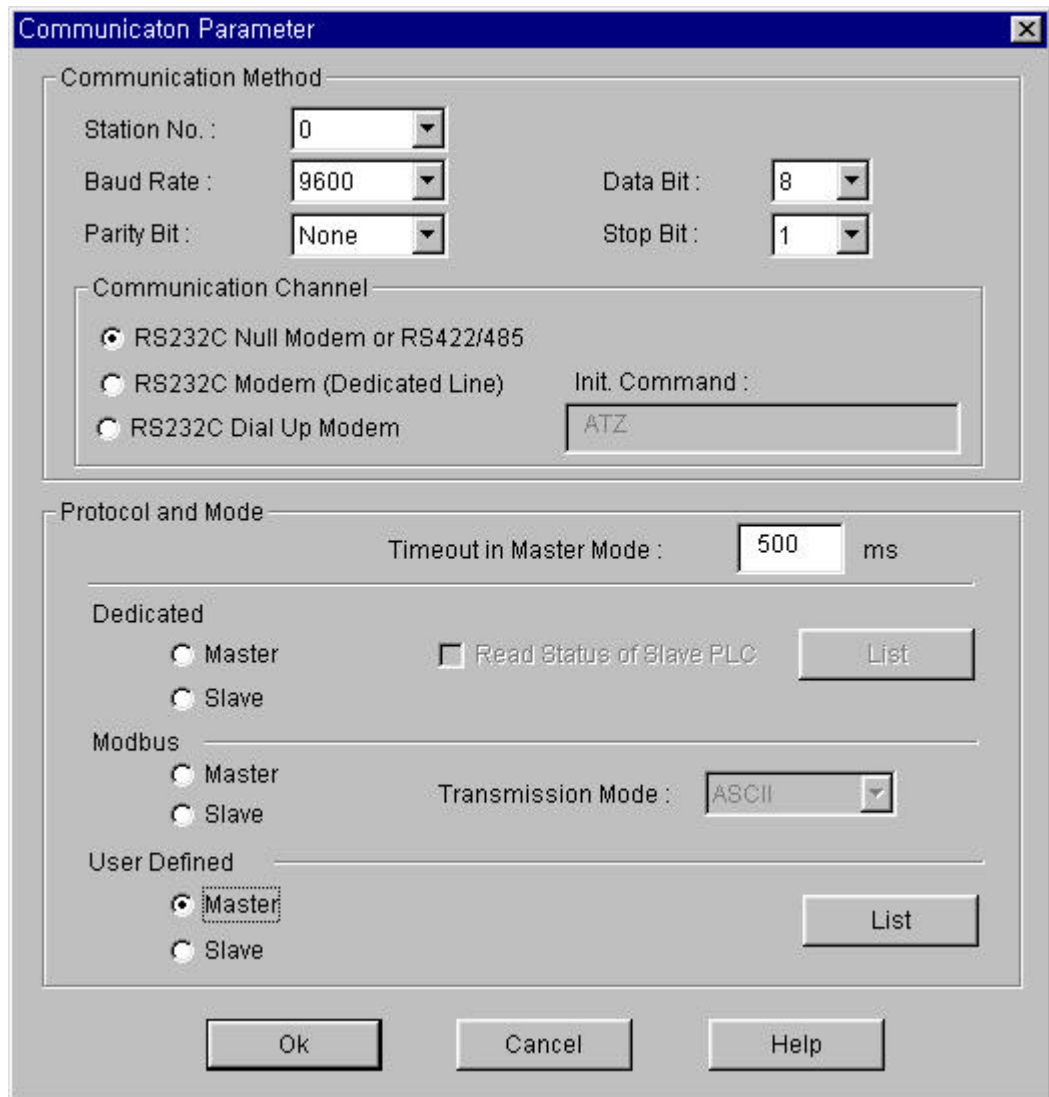 Communicaton Parameter
Communication Method
Station No. : 0
Baud Rate : 9600 Data Bit : 8
Parity Bit : None Stop Bit : 1
Communication Channel
RS232C Null Modem or RS422/485
RS232C Modem (Dedicated Line) Init. Command :
RS232C Dial Up Modem ATZ
Protocol and Mode
Timeout in Master Mode : 500 ms
Dedicated
Master Read Status of Slave PLC List
Slave
Modbus
Master
Transmission Mode : ASCII
Slave
User Defined
Master
List
Slave
Ok Cancel Help